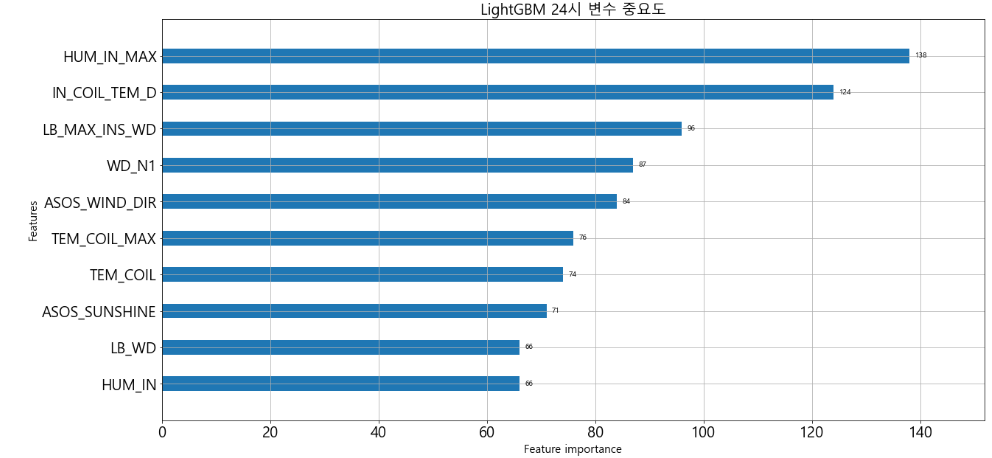 LightGBM 24시 변수 중요도
Features
HUM_IN_MAX 138
IN_COIL_TEM_D 124
LB_MAX_INS_WD 96
WD_N1 87
ASOS_WIND_DIR 84
TEM_COIL_MAX 76
TEM_COIL 74
ASOS_SUNSHINE 71
LB_WD 66
HUM_IN 66
0 20 40 60 80 100 120 140
Feature importance